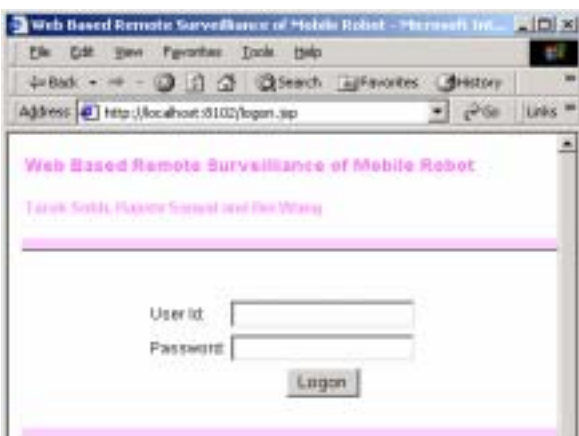 Web Based Remote Surveilliance of Mobile Robot - Microsoft Int...
File Edit View Favorites Tools Help
Back Search Favorites History
Address http://localhost:8102/logon.jsp Go Links
Web Based Remote Surveilliance of Mobile Robot
Tarek Sobh, Rajeev Sanyal and Bei Wang
User Id:
Password:
Logon